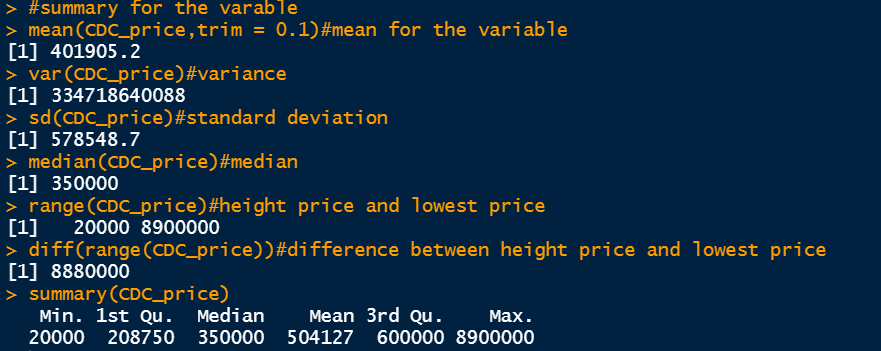 > #summary for the varable
> mean(CDC_price,trim = 0.1)#mean for the variable
[1] 401905.2
> var(CDC_price)#variance
[1] 334718640088
> sd(CDC_price)#standard deviation
[1] 578548.7
> median(CDC_price)#median
[1] 350000
> range(CDC_price)#height price and lowest price
[1]   20000 8900000
> diff(range(CDC_price))#difference between height price and lowest price
[1] 8880000
> summary(CDC_price)
   Min. 1st Qu.  Median    Mean 3rd Qu.    Max.
  20000  208750  350000  504127  600000 8900000